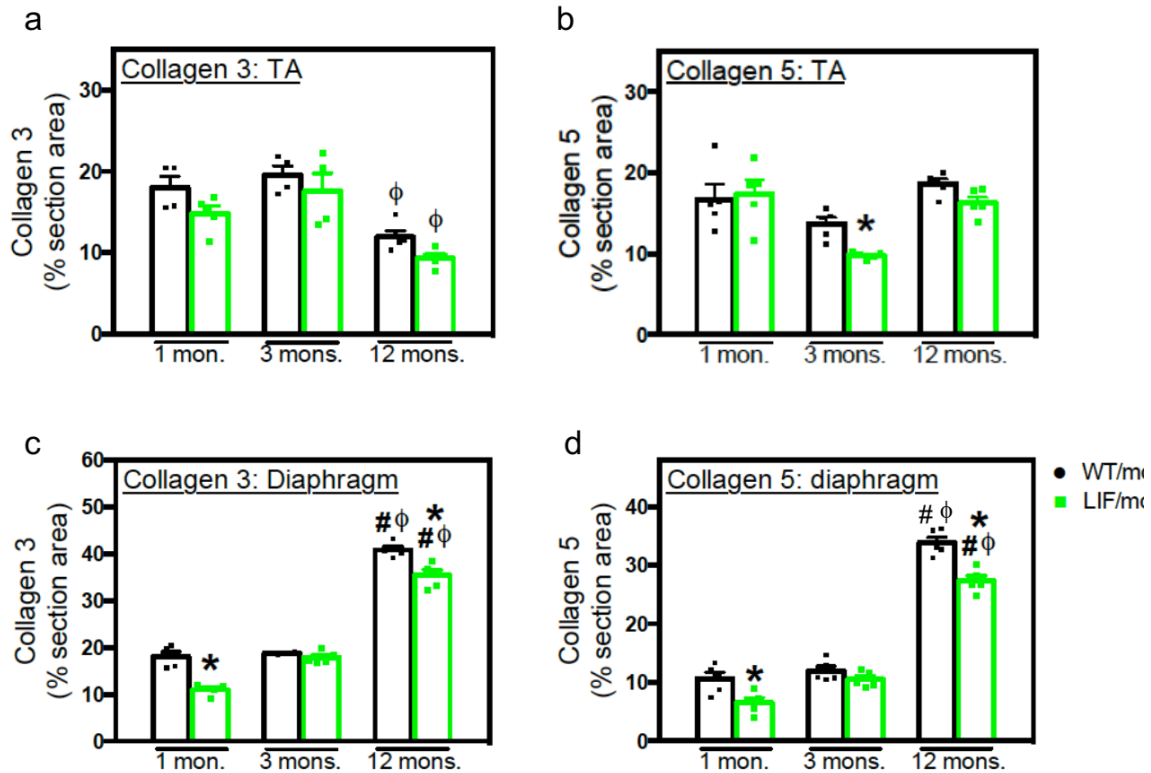 a
Collagen 3: TA
Collagen 3
(% section area)
30
20
10
0
ϕ
ϕ
1 mon.
3 mons.
12 mons.
b
Collagen 5: TA
Collagen 5
(% section area)
30
20
10
0
*
1 mon.
3 mons.
12 mons.
c
Collagen 3: Diaphragm
Collagen 3
(% section area)
60
50
40
30
20
10
0
*
#ϕ
*
#ϕ
1 mon.
3 mons.
12 mons.
d
Collagen 5: diaphragm
Collagen 5
(% section area)
40
30
20
10
0
*
# ϕ
*
#ϕ
1 mon.
3 mons.
12 mons.
WT/m
LIF/m